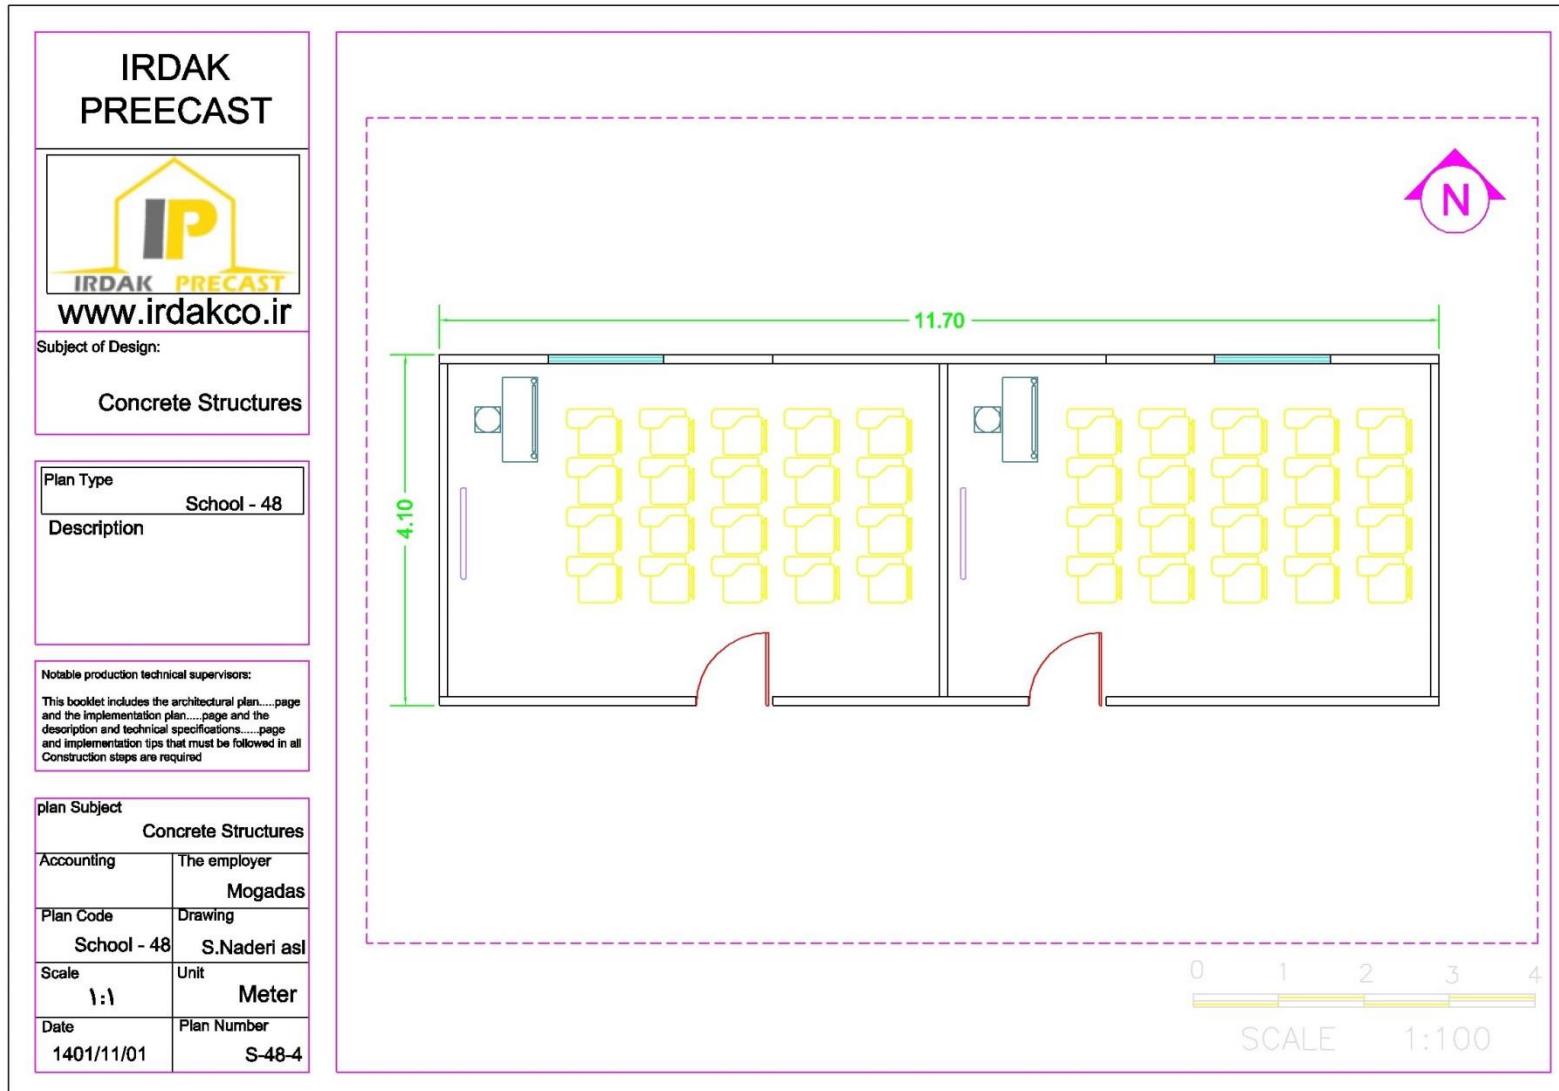 IRDAK
PREECAST
IP
IRDAK PRECAST
www.irdakco.ir
Subject of Design:
Concrete Structures
Plan Type
School - 48
Description
Notable production technical supervisors:
This booklet includes the architectural plan.....page
and the implementation plan.....page and the
description and technical specifications......page
and implementation tips that must be followed in all
Construction steps are required
plan Subject
Concrete Structures
Accounting
The employer
Mogadas
Plan Code
School - 48
Drawing
S.Naderi asl
Scale
۱:۱
Unit
Meter
Date
1401/11/01
Plan Number
S-48-4
N
11.70
4.10
0 1 2 3 4
SCALE 1:100